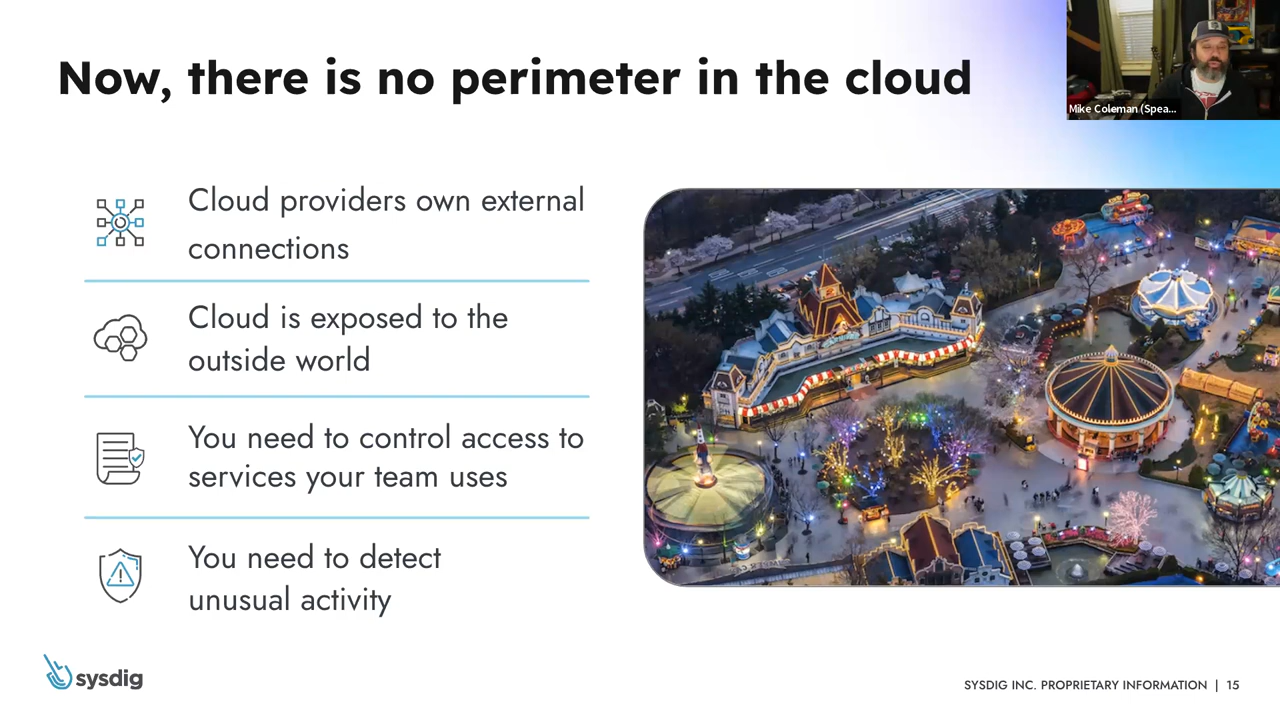 Now, there is no perimeter in the cloud
Mike Coleman (Spea...
Cloud providers own external
connections
Cloud is exposed to the
outside world
You need to control access to
services your team uses
You need to detect
unusual activity
sysdig
SYSDIG INC. PROPRIETARY INFORMATION | 15